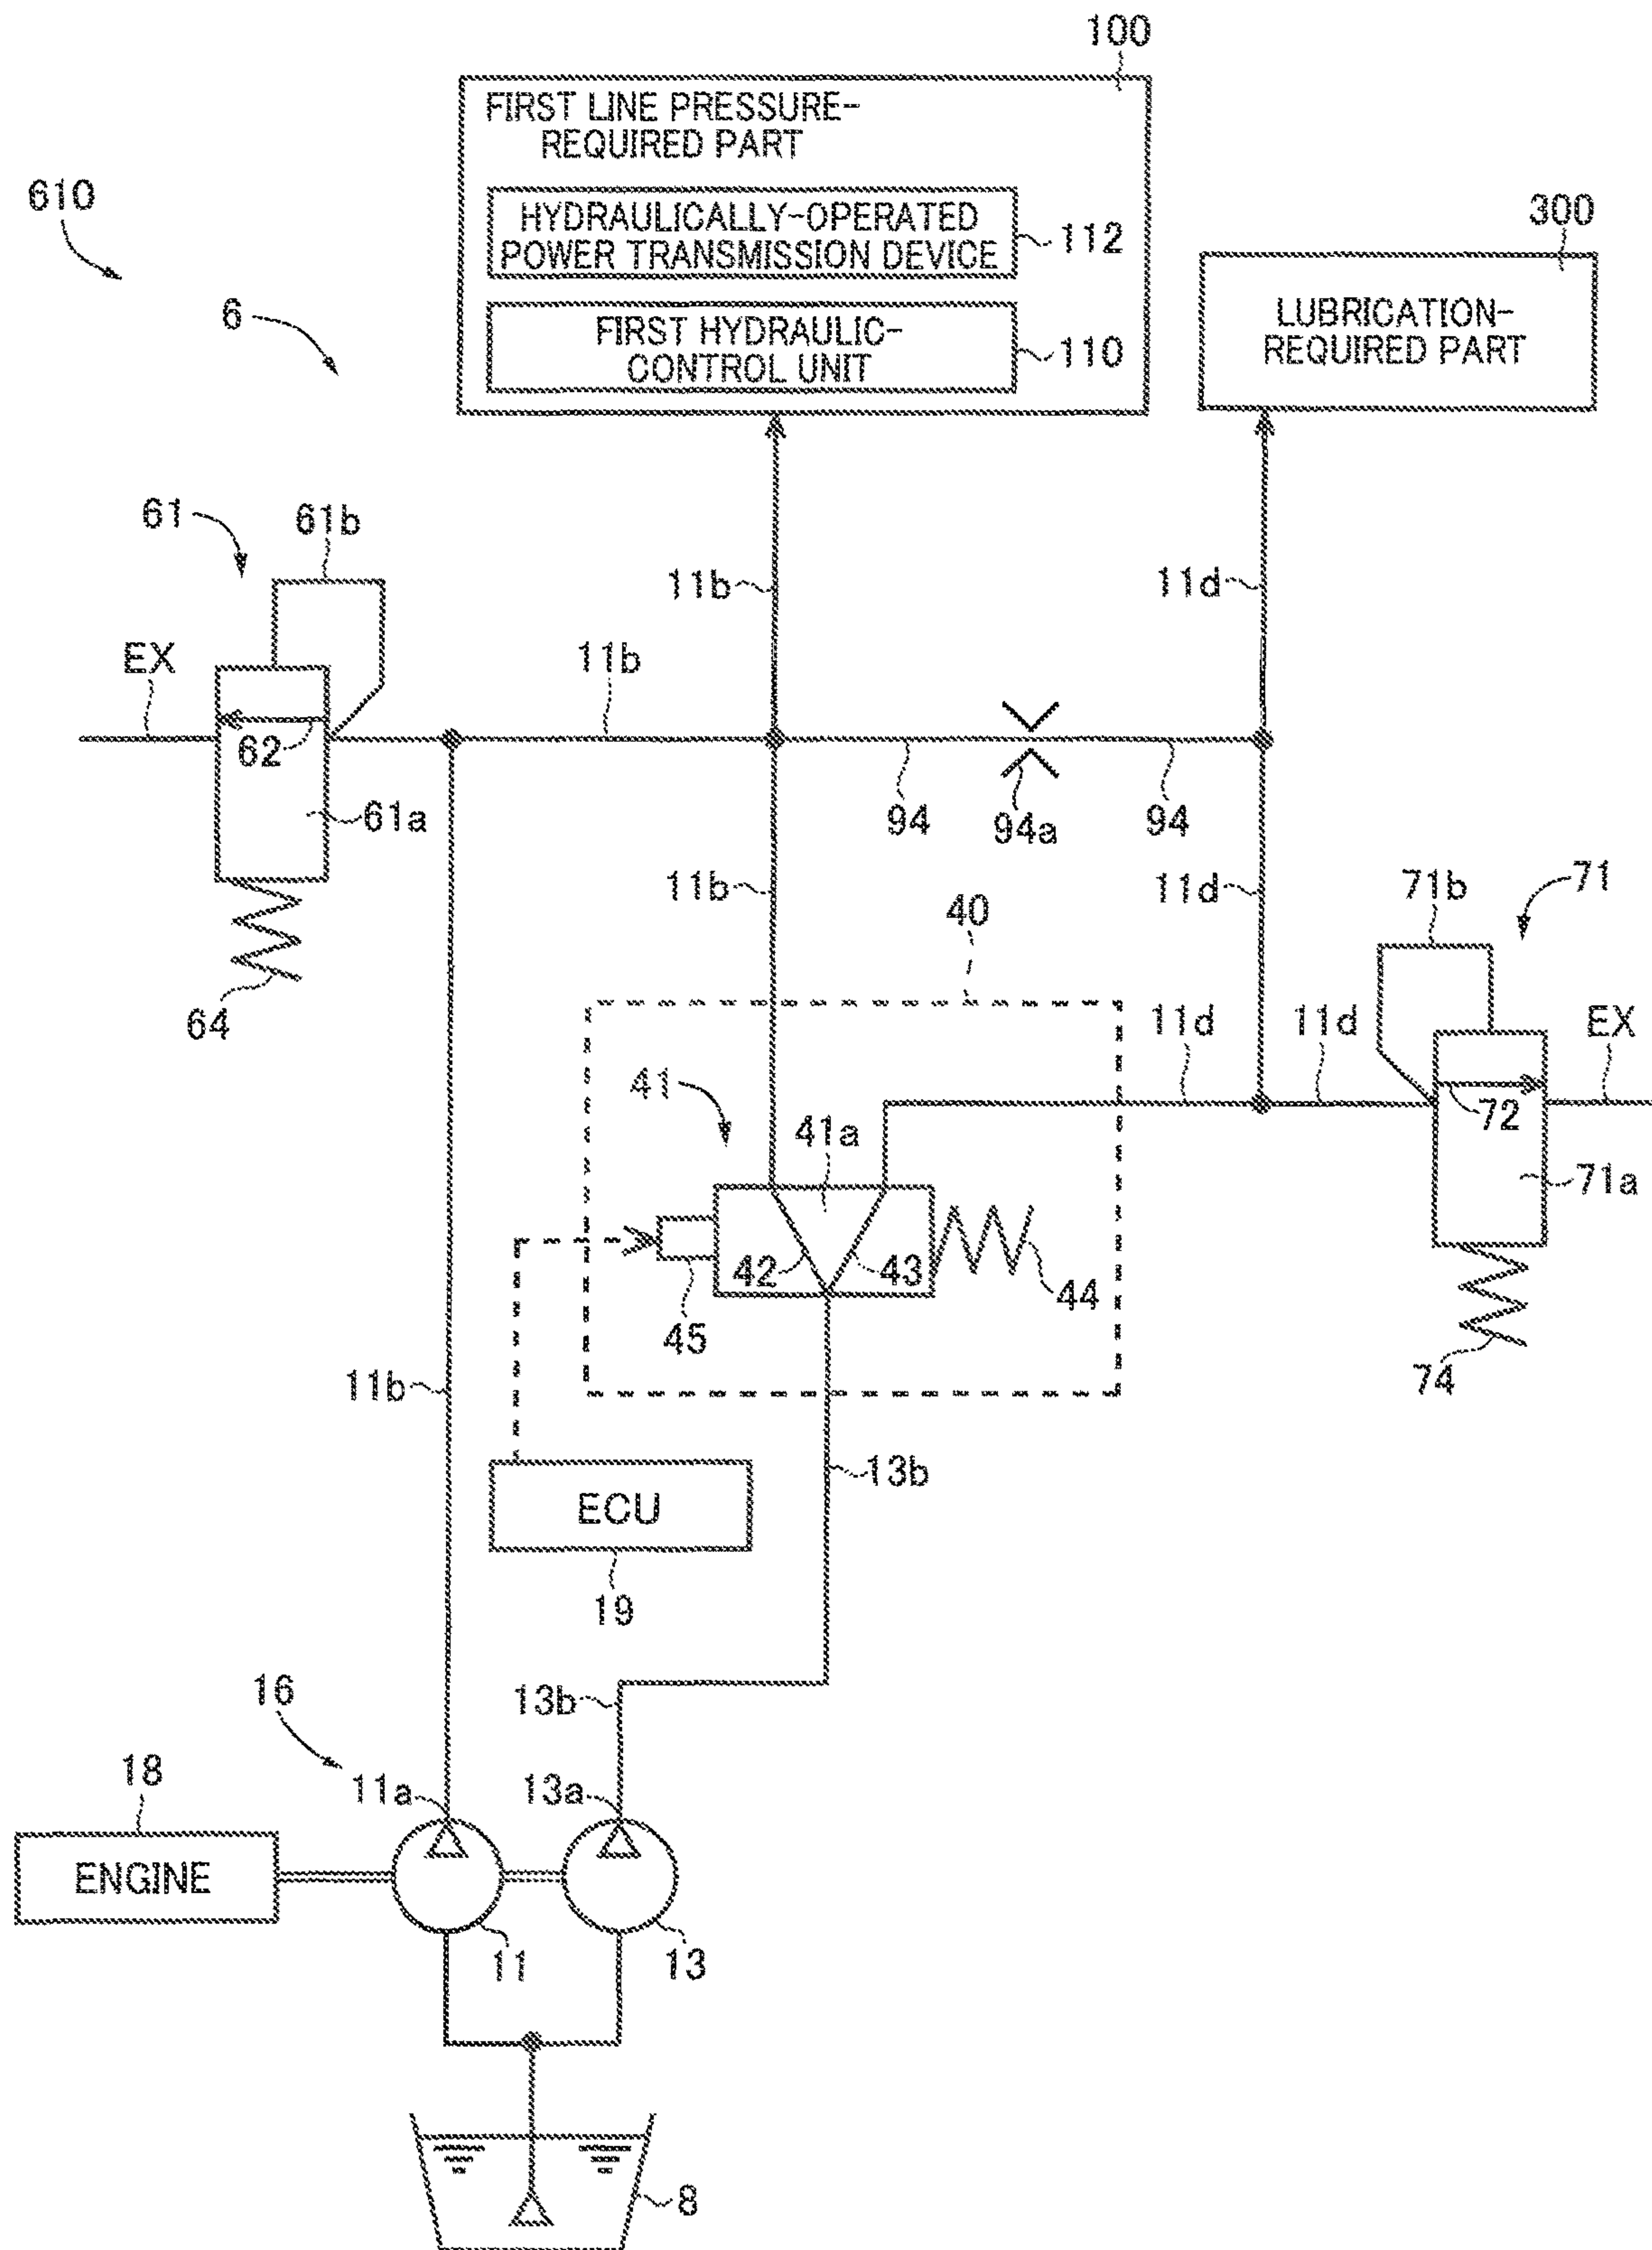 100
FIRST LINE PRESSURE-
REQUIRED PART
610
HYDRAULICALLY-OPERATED
POWER TRANSMISSION DEVICE
112
300
6
FIRST HYDRAULIC-
CONTROL UNIT
110
LUBRICATION-
REQUIRED PART
61
61b
11b
11d
EX
11b
62
61a
94
94a
94
11b
11d
71b
71
40
64
11d
11d
EX
41
41a
72
71a
42
43
44
45
74
11b
13b
ECU
19
16
13b
18
11a
13a
ENGINE
11
13
8